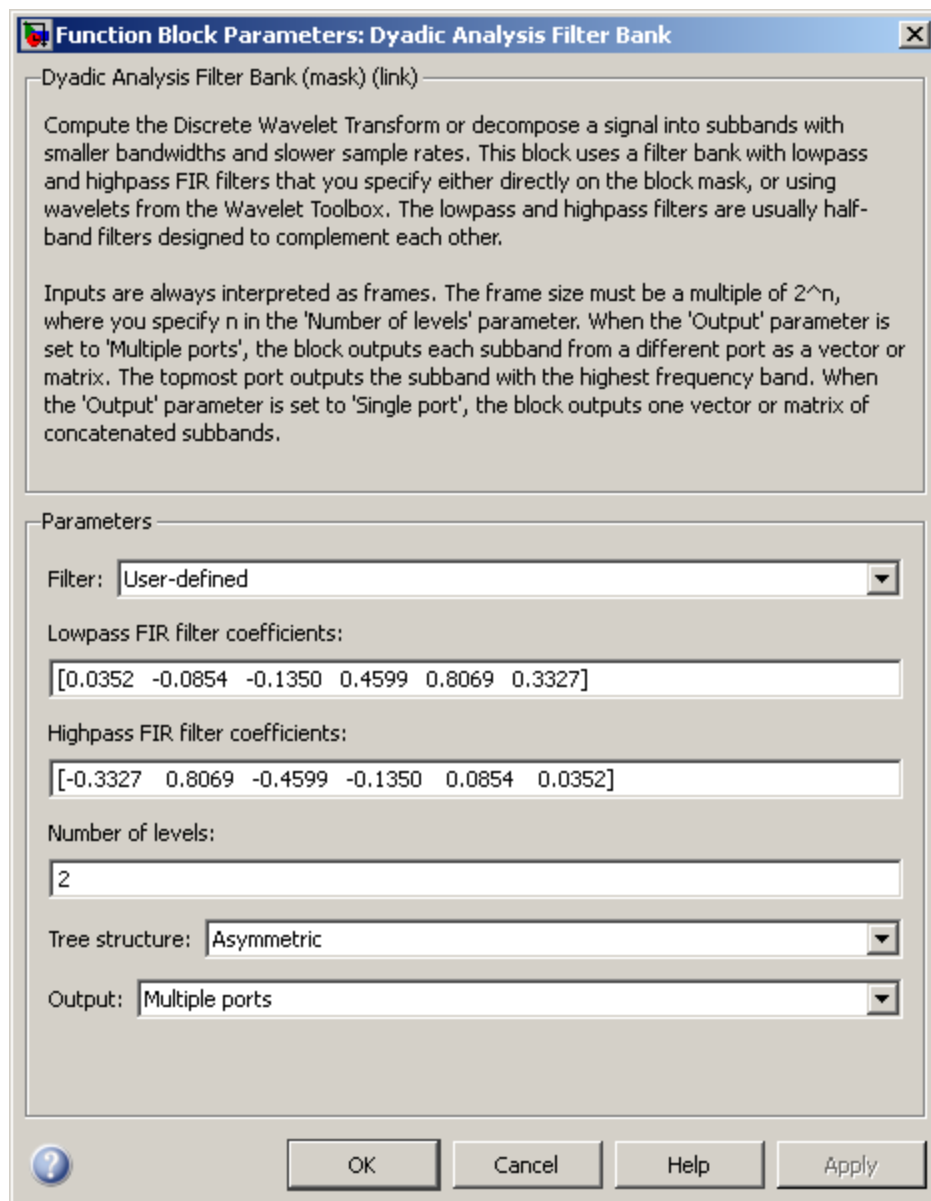 Function Block Parameters: Dyadic Analysis Filter Bank
Dyadic Analysis Filter Bank (mask) (link)
Compute the Discrete Wavelet Transform or decompose a signal into subbands with
smaller bandwidths and slower sample rates. This block uses a filter bank with lowpass
and highpass FIR filters that you specify either directly on the block mask, or using
wavelets from the Wavelet Toolbox. The lowpass and highpass filters are usually half-
band filters designed to complement each other.
Inputs are always interpreted as frames. The frame size must be a multiple of 2^n,
where you specify n in the 'Number of levels' parameter. When the 'Output' parameter is
set to 'Multiple ports', the block outputs each subband from a different port as a vector or
matrix. The topmost port outputs the subband with the highest frequency band. When
the 'Output' parameter is set to 'Single port', the block outputs one vector or matrix of
concatenated subbands.
Parameters
Filter: User-defined
Lowpass FIR filter coefficients:
[0.0352 -0.0854 -0.1350 0.4599 0.8069 0.3327]
Highpass FIR filter coefficients:
[-0.3327 0.8069 -0.4599 -0.1350 0.0854 0.0352]
Number of levels:
2
Tree structure: Asymmetric
Output: Multiple ports
? OK Cancel Help Apply